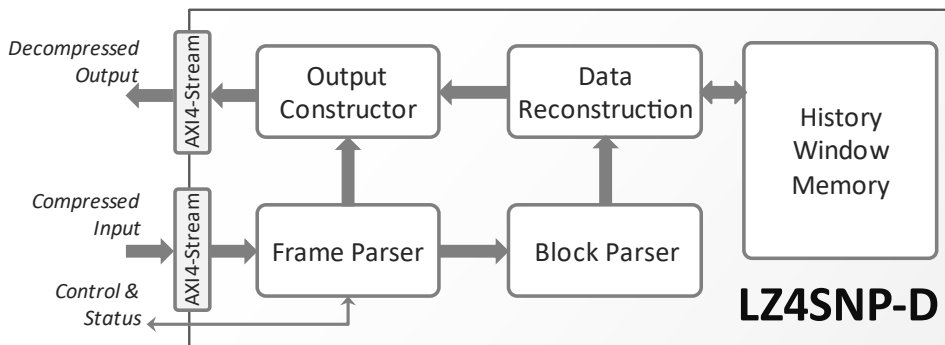 Decompressed
Output
AXI4-Stream
Output
Constructor
Data
Reconstruction
History
Window
Memory
Compressed
Input
AXI4-Stream
Frame Parser
Block Parser
Control &
Status
LZ4SNP-D